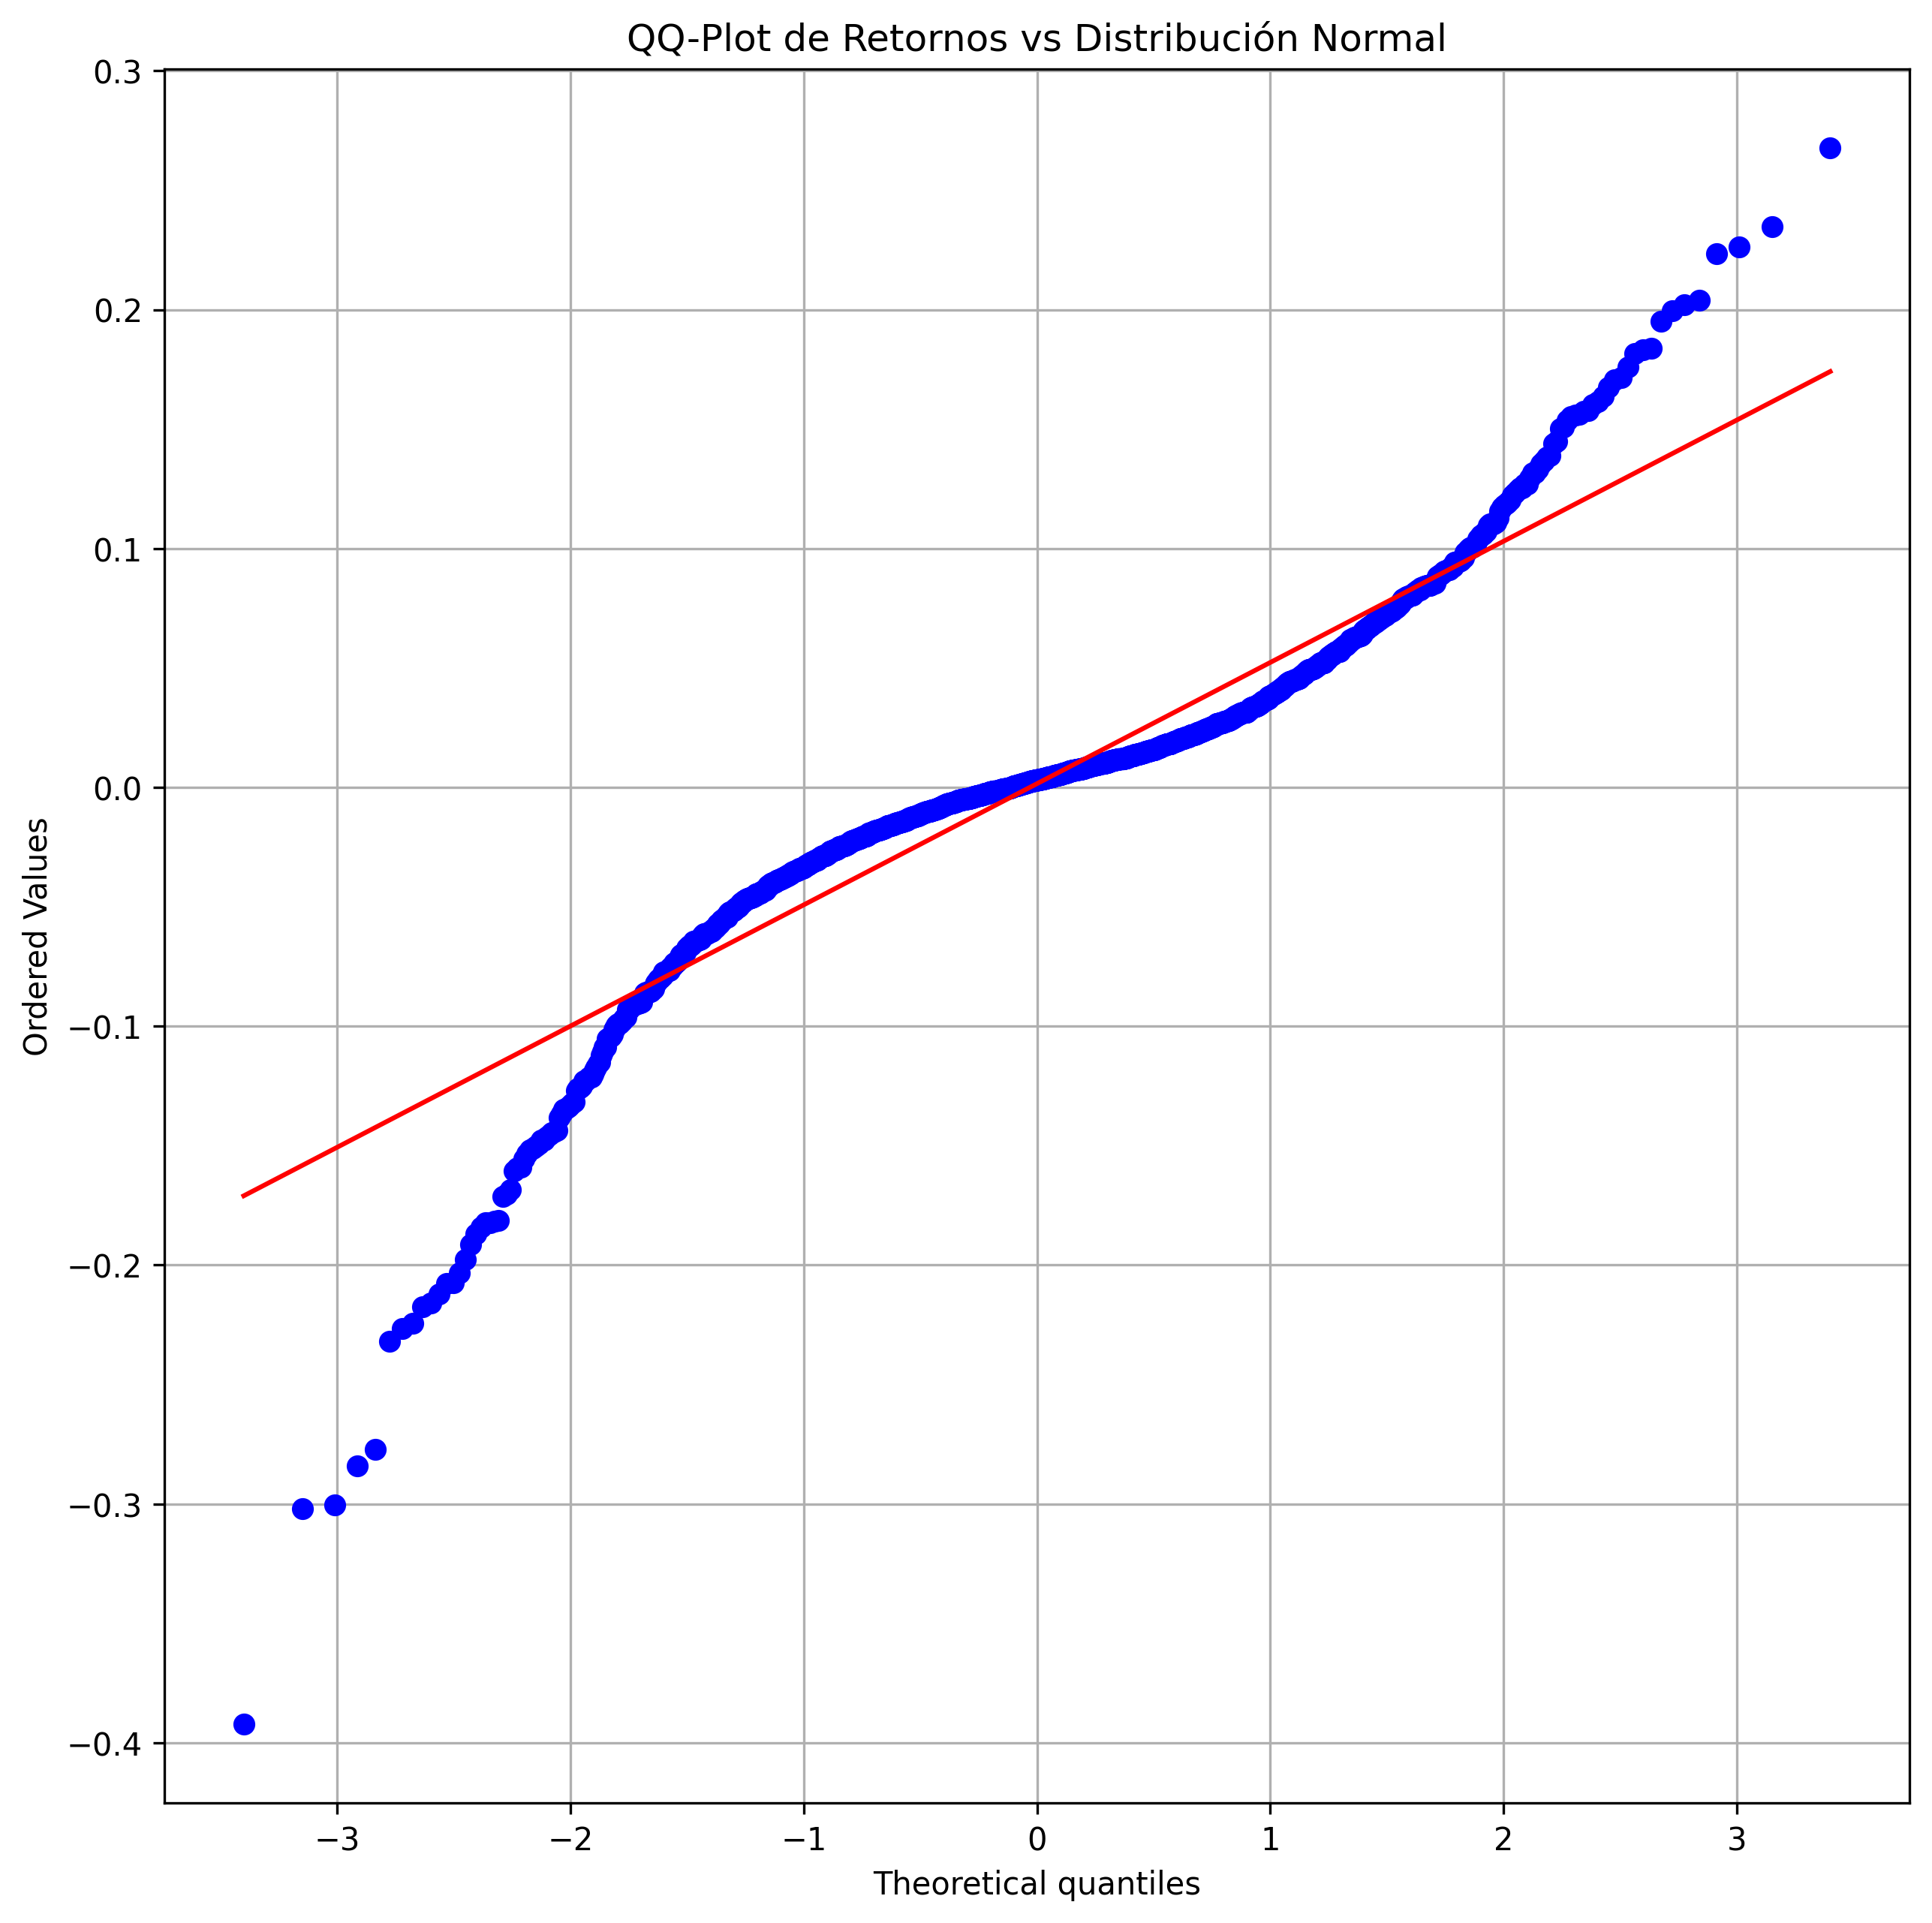 QQ-Plot de Retornos vs Distribución Normal
0.3
0.2
0.1
0.0
−0.1
−0.2
−0.3
−0.4
Ordered Values
−3 −2 −1 0 1 2 3
Theoretical quantiles